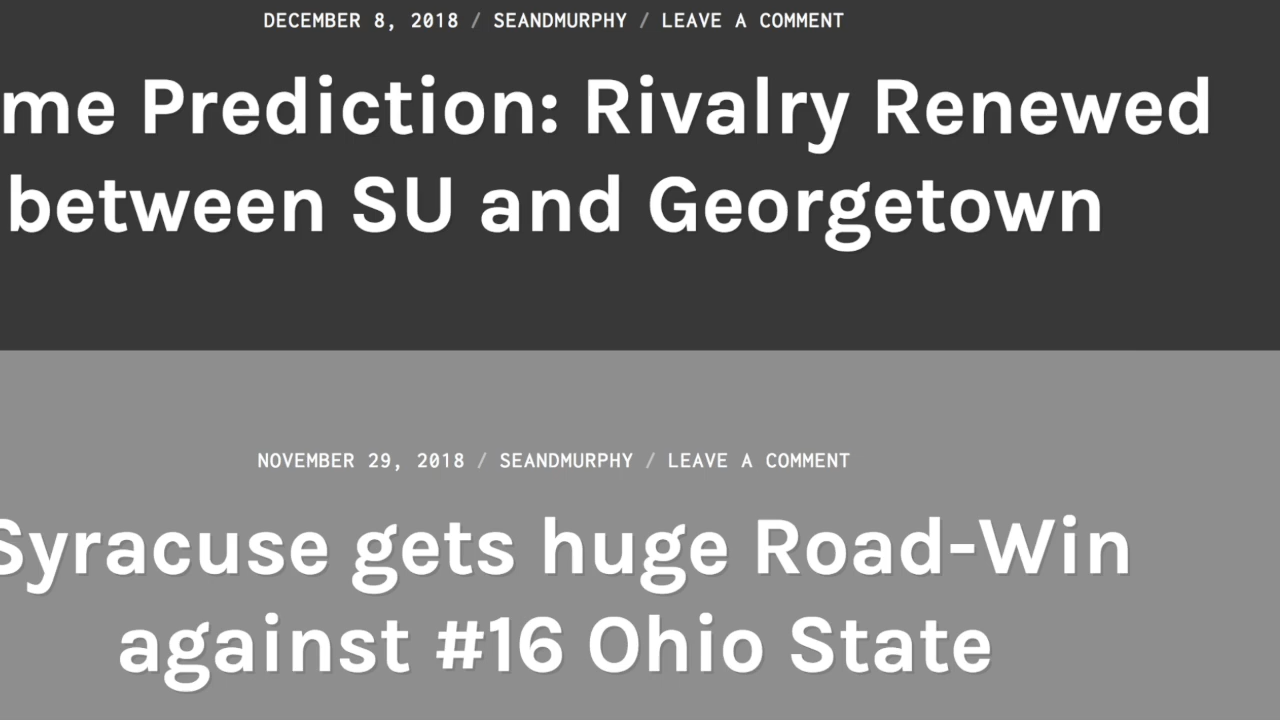 DECEMBER 8, 2018 / SEANDMURPHY / LEAVE A COMMENT
me Prediction: Rivalry Renewed
between SU and Georgetown
NOVEMBER 29, 2018 / SEANDMURPHY / LEAVE A COMMENT
Syracuse gets huge Road-Win
against #16 Ohio State